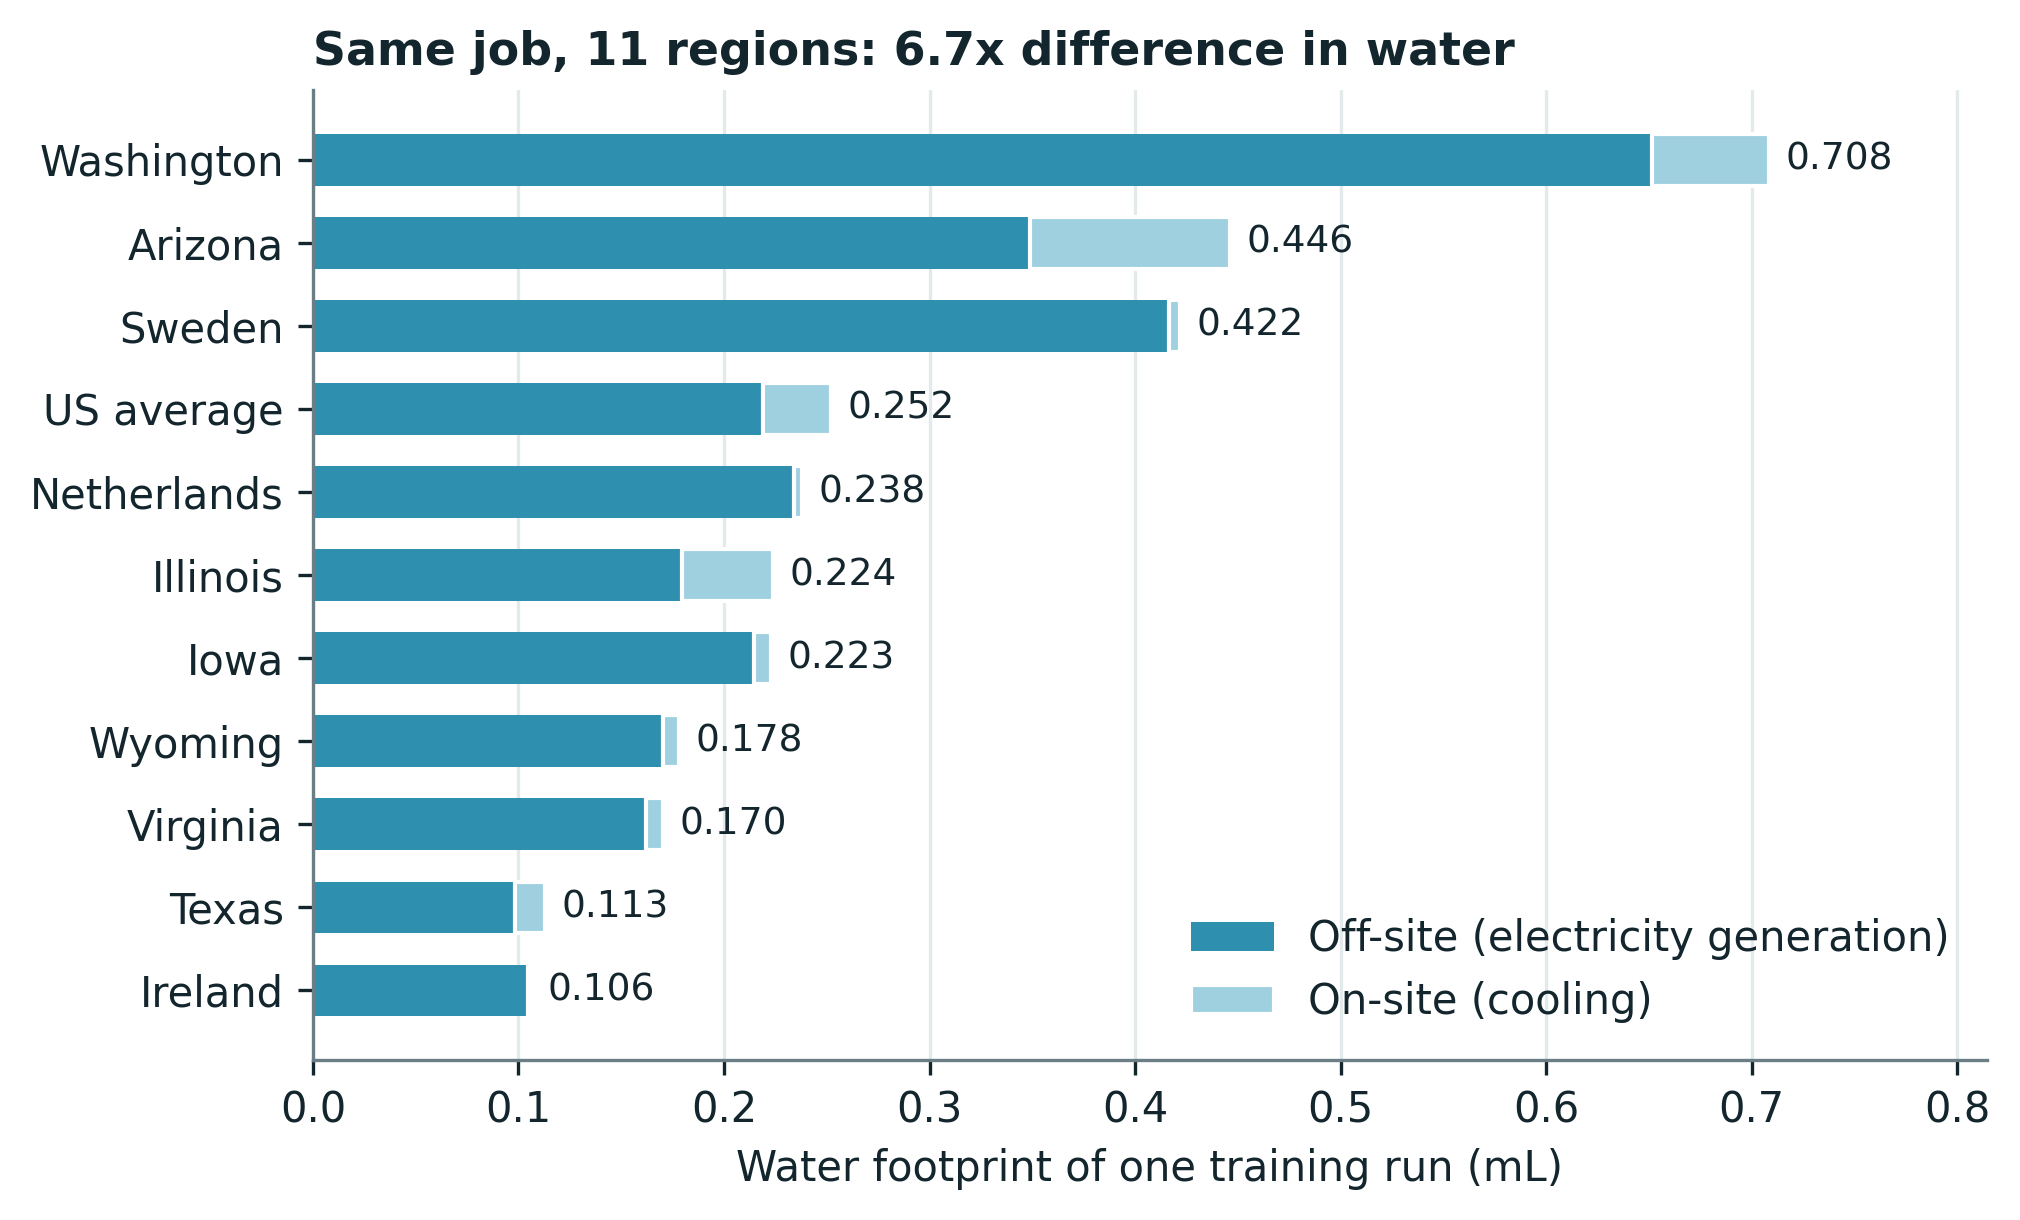 Same job, 11 regions: 6.7x difference in water
Washington 0.708
Arizona 0.446
Sweden 0.422
US average 0.252
Netherlands 0.238
Illinois 0.224
Iowa 0.223
Wyoming 0.178
Virginia 0.170
Texas 0.113
Ireland 0.106
Off-site (electricity generation)
On-site (cooling)
0.0 0.1 0.2 0.3 0.4 0.5 0.6 0.7 0.8
Water footprint of one training run (mL)